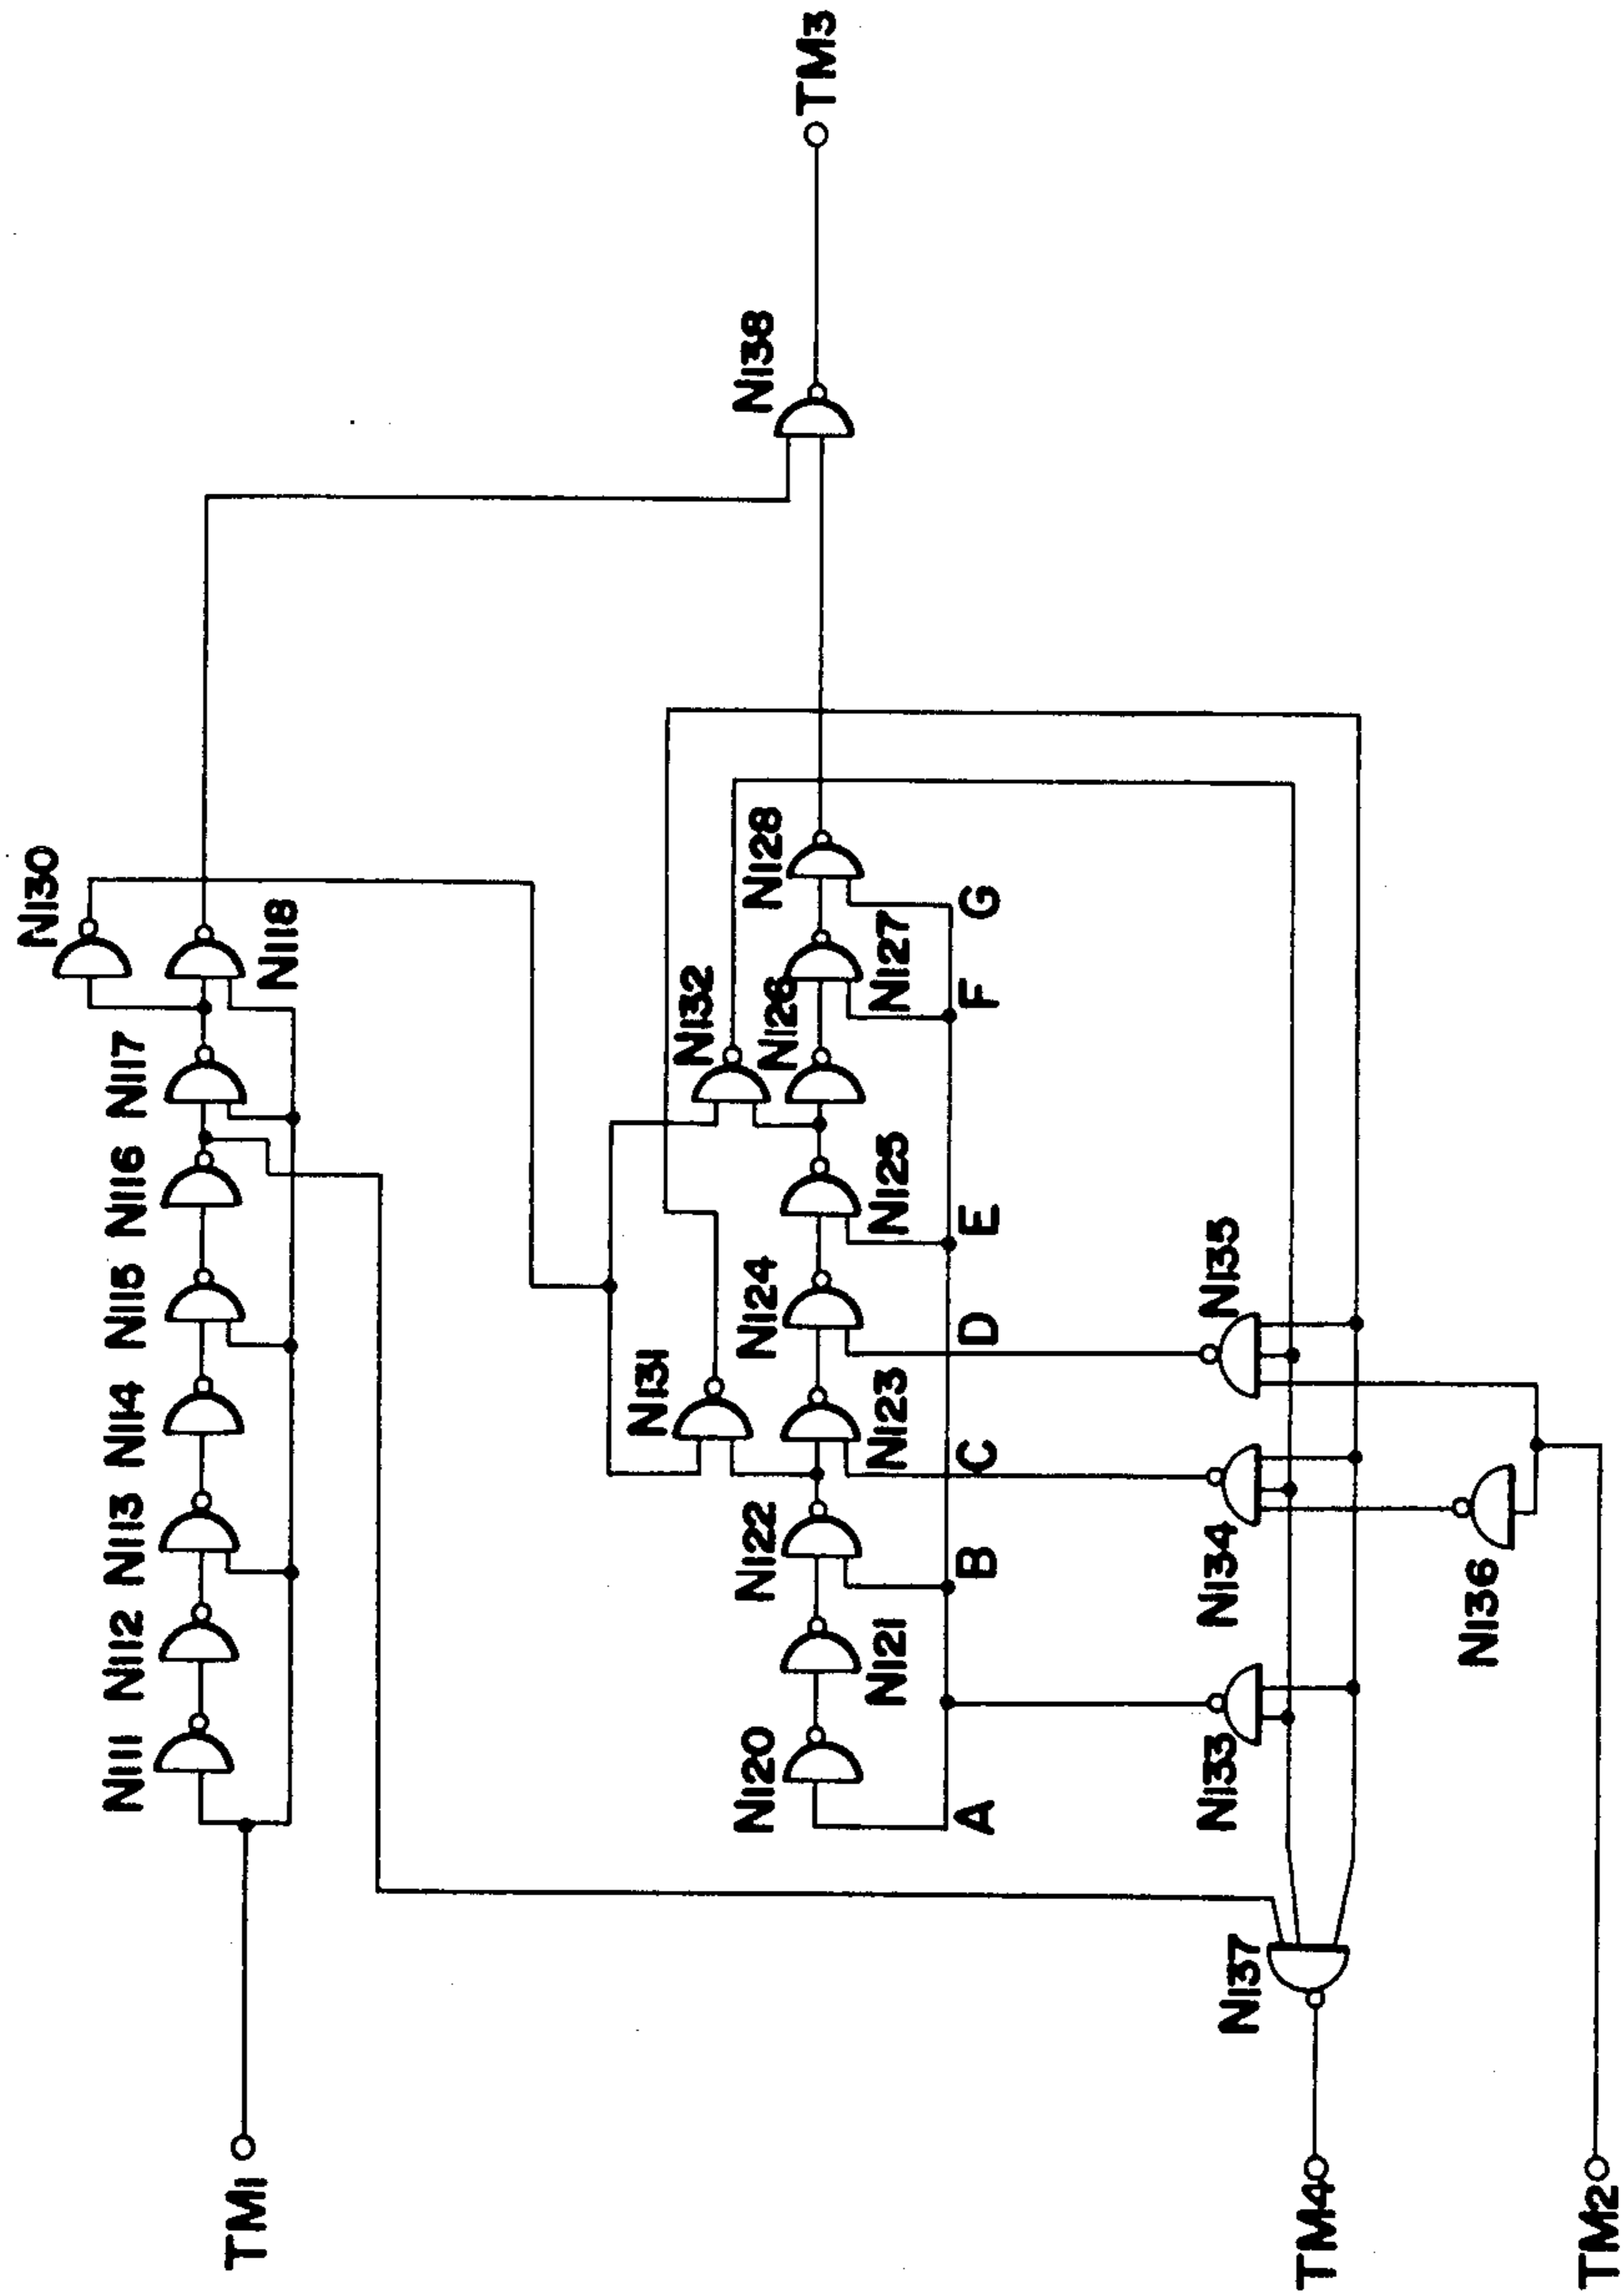 N130
TM3
N138
N111 N112 N113 N114 N115 N116 N117
N118
TM1
N132
N131
N128
N120 N122 N124 N126
N121 N123 N125 N127
A B C D E F G
N133 N134 N135
N137
N136
TM4
TM2